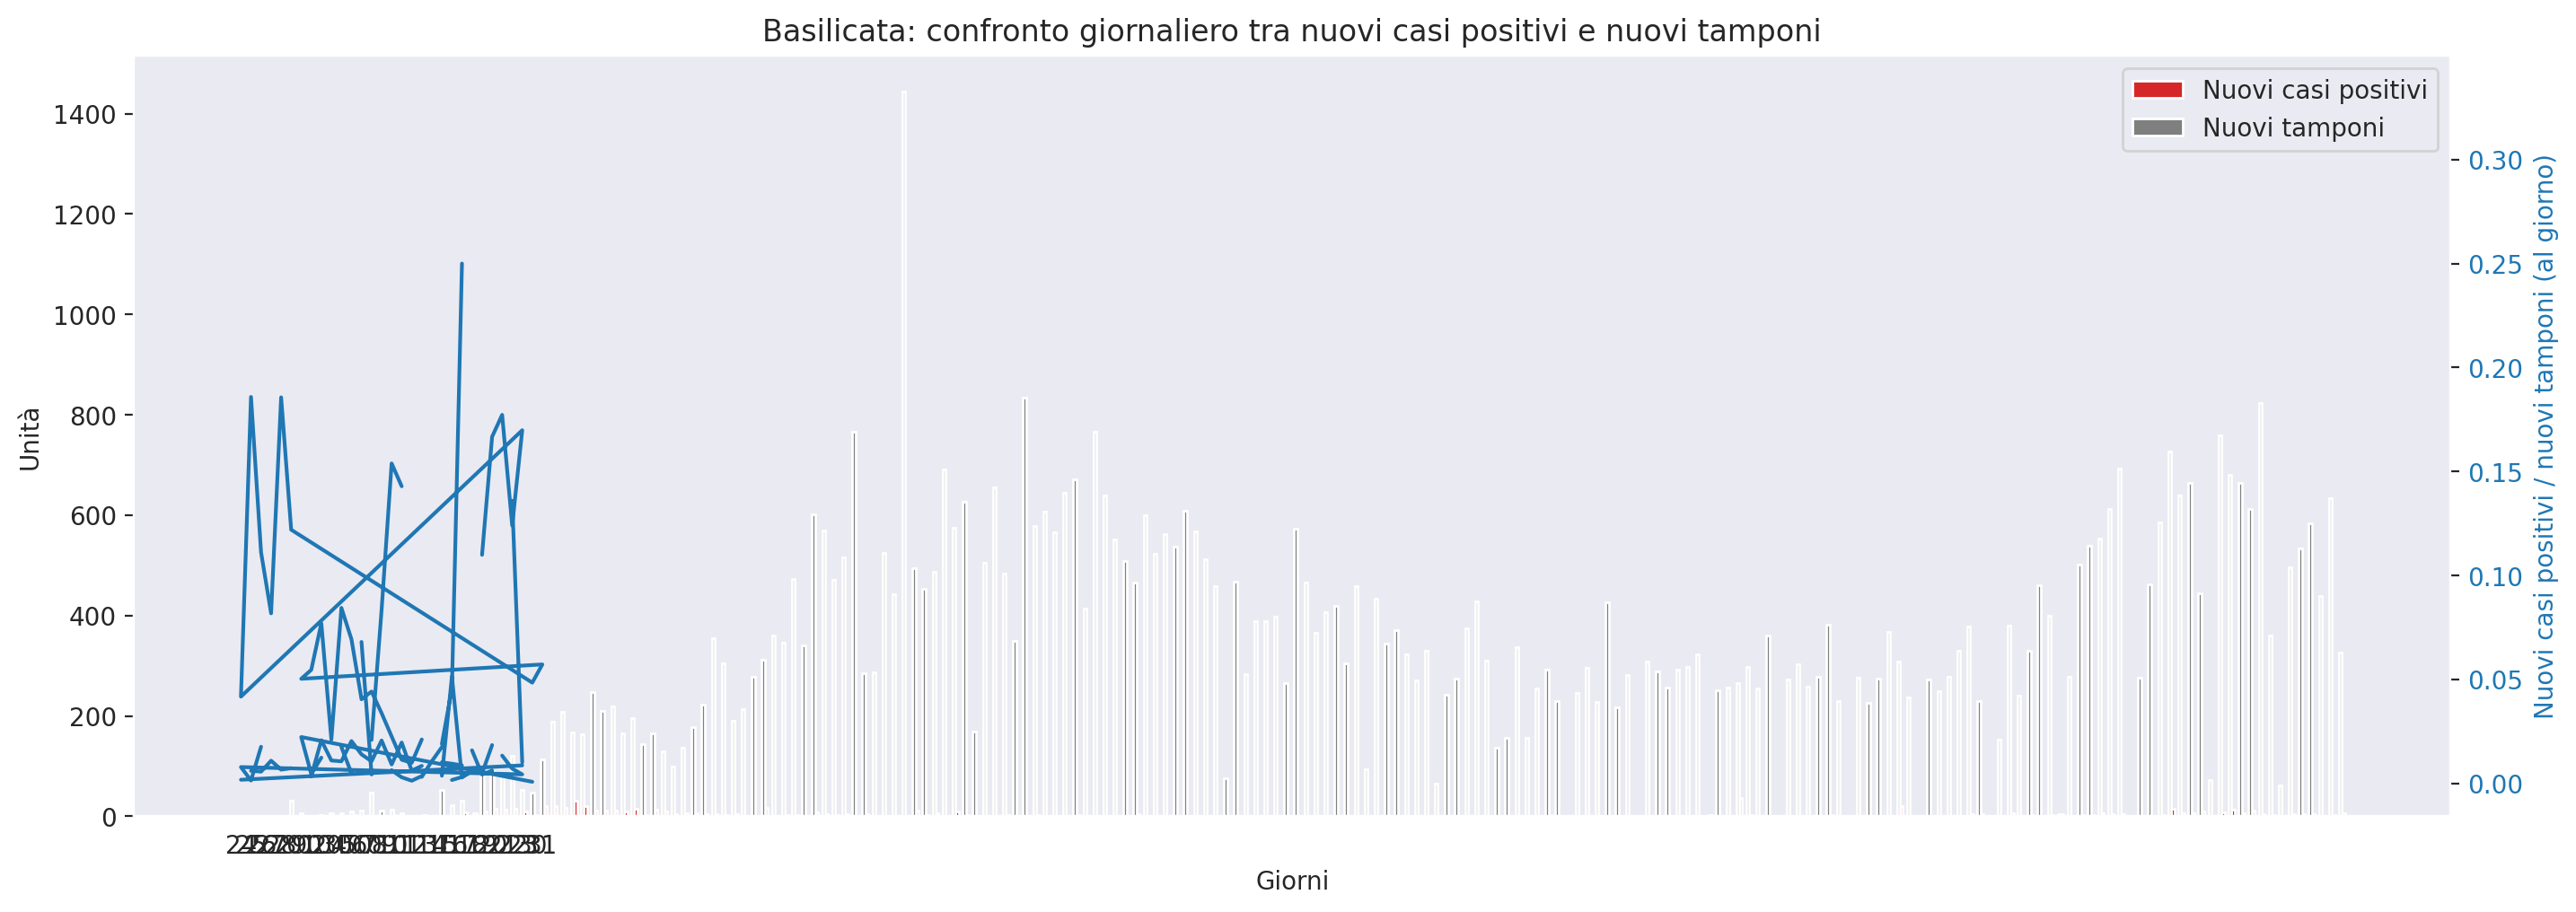 Basilicata: confronto giornaliero tra nuovi casi positivi e nuovi tamponi
Nuovi casi positivi
Nuovi tamponi
1400
1200
1000
800
600
400
200
0
Unità
0.30
0.25
0.20
0.15
0.10
0.05
0.00
Nuovi casi positivi / nuovi tamponi (al giorno)
Giorni